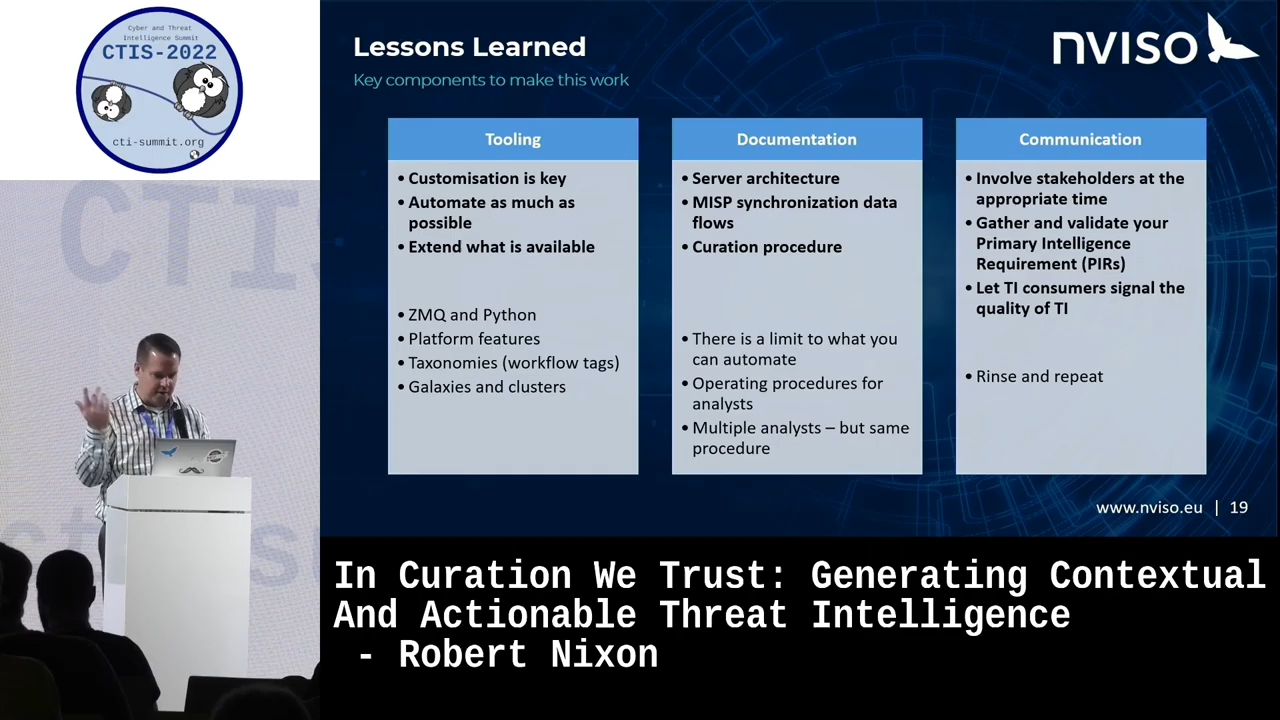 Cyber and Threat
Intelligence Summit
CTIS-2022
cti-summit.org
CTIS
Lessons Learned
Key components to make this work
nviso
Tooling
• Customisation is key
• Automate as much as
possible
• Extend what is available
• ZMQ and Python
• Platform features
• Taxonomies (workflow tags)
• Galaxies and clusters
Documentation
• Server architecture
• MISP synchronization data
flows
• Curation procedure
• There is a limit to what you
can automate
• Operating procedures for
analysts
• Multiple analysts – but same
procedure
Communication
• Involve stakeholders at the
appropriate time
• Gather and validate your
Primary Intelligence
Requirement (PIRs)
• Let TI consumers signal the
quality of TI
• Rinse and repeat
www.nviso.eu | 19
In Curation We Trust: Generating Contextual
And Actionable Threat Intelligence
- Robert Nixon